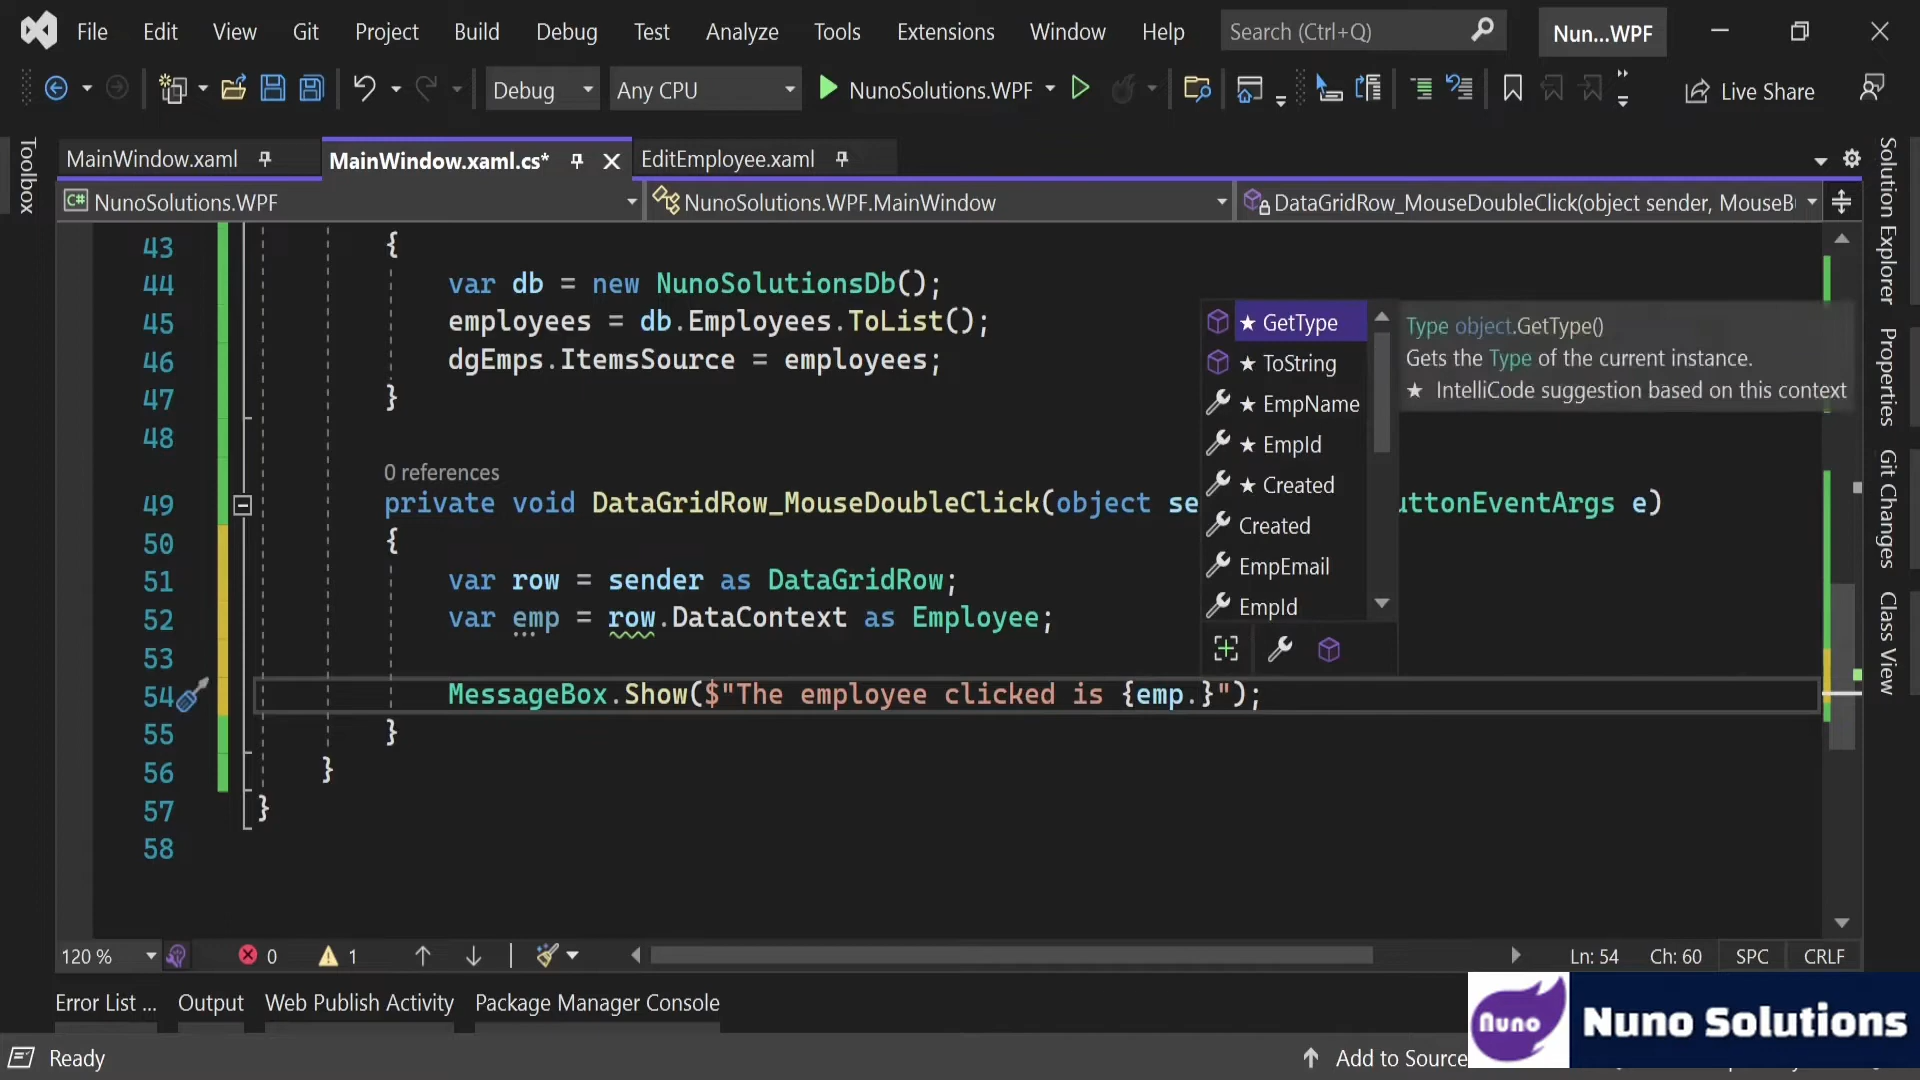 File Edit View Git Project Build Debug Test Analyze Tools Extensions Window Help Search (Ctrl+Q) Nun...WPF
Debug Any CPU NunoSolutions.WPF Live Share
Toolbox
MainWindow.xaml MainWindow.xaml.cs* EditEmployee.xaml
C# NunoSolutions.WPF NunoSolutions.WPF.MainWindow DataGridRow_MouseDoubleClick(object sender, MouseB
43 {
44 var db = new NunoSolutionsDb();
45 employees = db.Employees.ToList();
46 dgEmps.ItemsSource = employees;
47 }
48
0 references
49 private void DataGridRow_MouseDoubleClick(object se uttonEventArgs e)
50 {
51 var row = sender as DataGridRow;
52 var emp = row.DataContext as Employee;
53
54 MessageBox.Show($"The employee clicked is {emp.}");
55 }
56 }
57 }
58
★ GetType
★ ToString
★ EmpName
★ EmpId
★ Created
Created
EmpEmail
EmpId
Type object.GetType()
Gets the Type of the current instance.
★ IntelliCode suggestion based on this context
Solution Explorer
Properties
Git Changes
Class View
120 % 0 1 Ln: 54 Ch: 60 SPC CRLF
Error List ... Output Web Publish Activity Package Manager Console
Ready Add to Source
Nuno Nuno Solutions